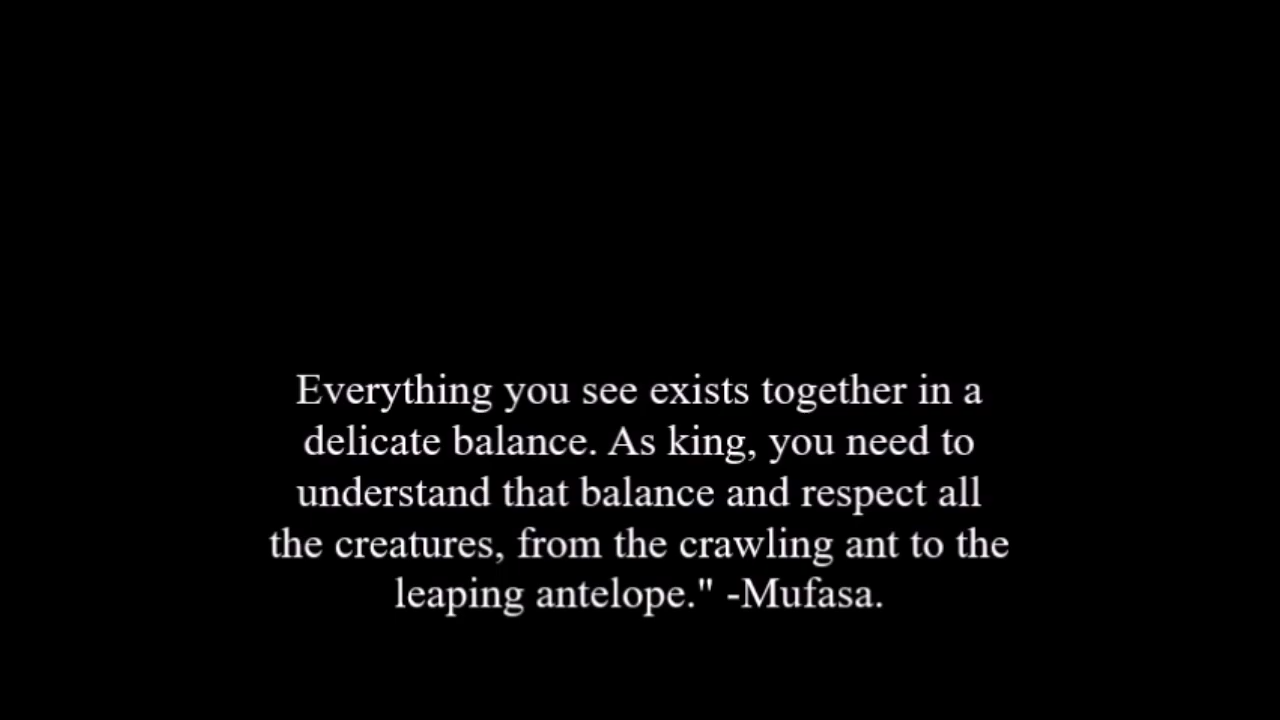 Everything you see exists together in a
delicate balance. As king, you need to
understand that balance and respect all
the creatures, from the crawling ant to the
leaping antelope." -Mufasa.